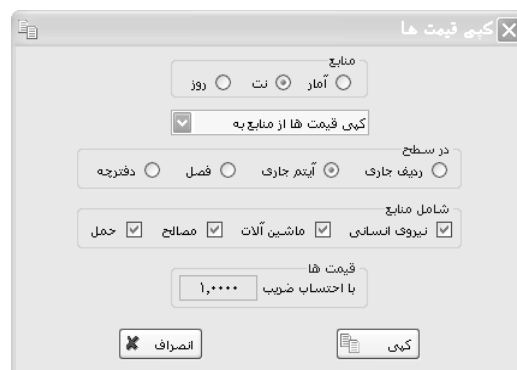 کپی قیمت ها
منابع
آمار نت روز
کپی قیمت ها از منابع به
در سطح
ردیف جاری آیتم جاری فصل دفترچه
شامل منابع
نیروی انسانی ماشین آلات مصالح حمل
قیمت ها
با احتساب ضریب ۱,۰۰۰۰
کپی انصراف